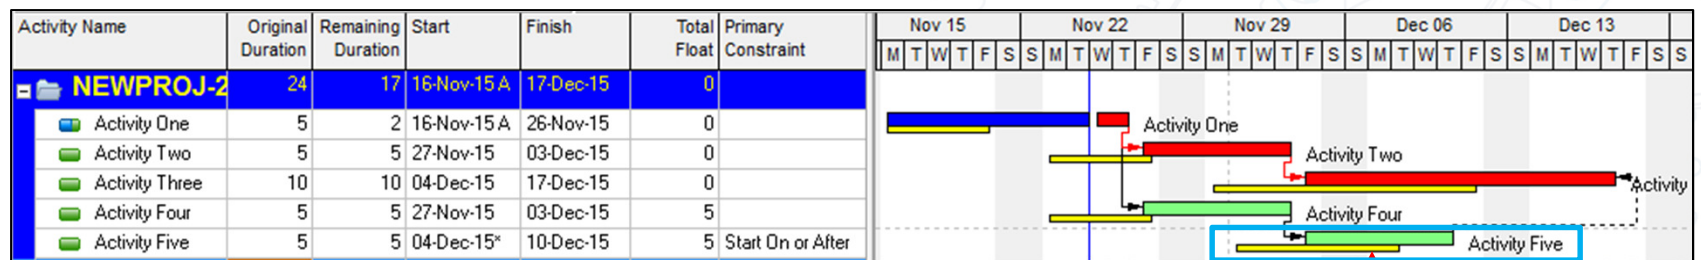 Activity Name Original Remaining Start Finish Total Primary Nov 15 Nov 22 Nov 29 Dec 06 Dec 13
Duration Duration Float Constraint M T W T F S S M T W T F S S M T W T F S S M T W T F S S M T W T F S S
NEWPROJ-2 24 17 16-Nov-15 A 17-Dec-15 0
Activity One 5 2 16-Nov-15 A 26-Nov-15 0 Activity One
Activity Two 5 5 27-Nov-15 03-Dec-15 0 Activity Two
Activity Three 10 10 04-Dec-15 17-Dec-15 0 Activity
Activity Four 5 5 27-Nov-15 03-Dec-15 5 Activity Four
Activity Five 5 5 04-Dec-15* 10-Dec-15 5 Start On or After Activity Five